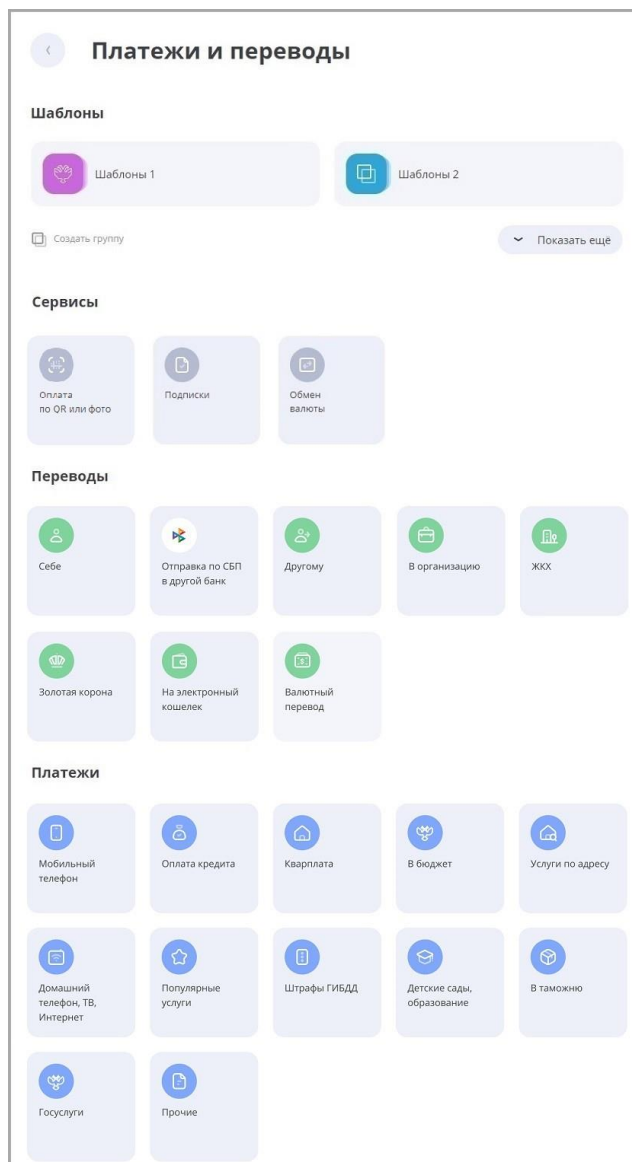 Платежи и переводы
Шаблоны
Шаблоны 1
Шаблоны 2
Создать группу
Показать ещё
Сервисы
Оплата
по QR или фото
Подписки
Обмен
валюты
Переводы
Себе
Отправка по СБП
в другой банк
Другому
В организацию
ЖКХ
Золотая корона
На электронный
кошелек
Валютный
перевод
Платежи
Мобильный
телефон
Оплата кредита
Кварплата
В бюджет
Услуги по адресу
Домашний
телефон, ТВ,
Интернет
Популярные
услуги
Штрафы ГИБДД
Детские сады,
образование
В таможню
Госуслуги
Прочие